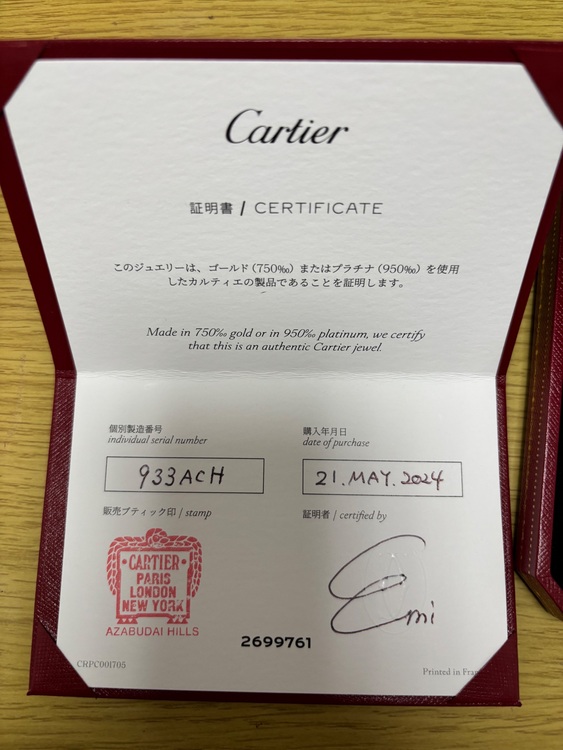 Cartier
証明書 / CERTIFICATE
このジュエリーは、ゴールド（750‰）またはプラチナ（950‰）を使用
したカルティエの製品であることを証明します。
Made in 750‰ gold or in 950‰ platinum, we certify
that this is an authentic Cartier jewel.
個別製造番号
individual serial number
933ACH
購入年月日
date of purchase
21.MAY.2024
販売ブティック印 / stamp
CARTIER
PARIS
LONDON
NEW YORK
AZABUDAI HILLS
証明者 / certified by
Emi
2699761
CRPC001705
Printed in Fra